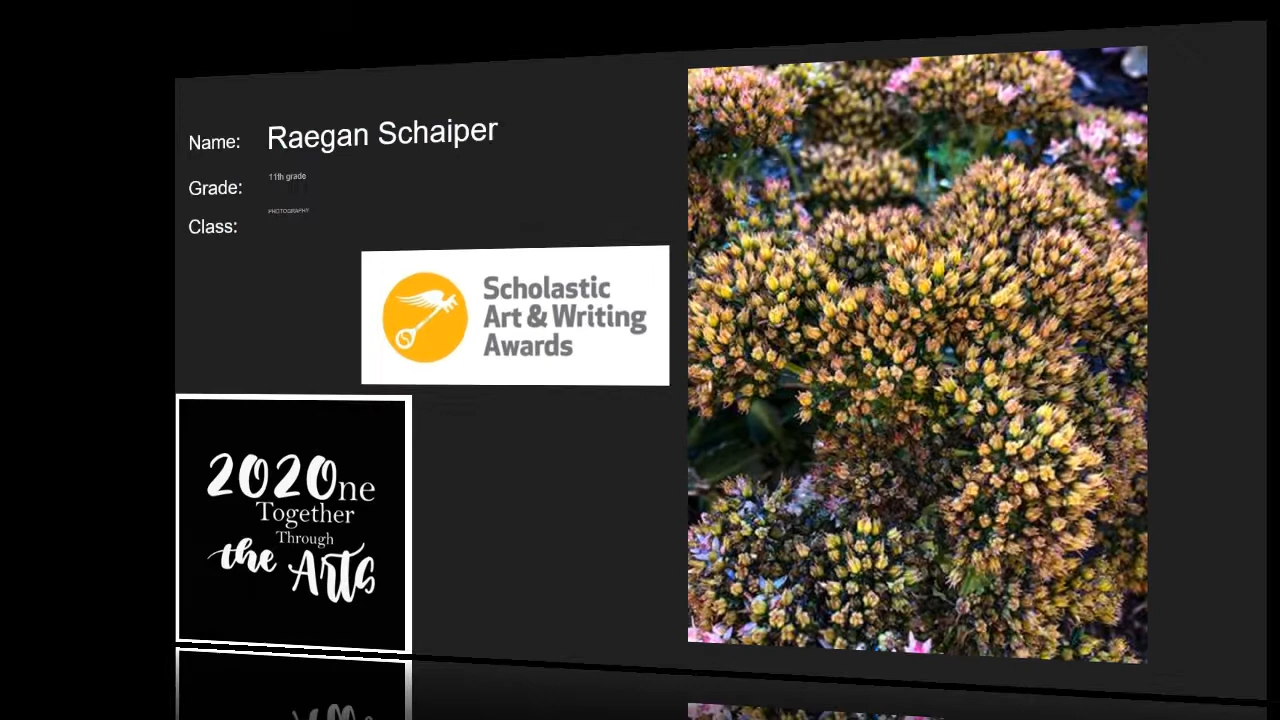 Name: Raegan Schaiper
Grade: 11th grade
Class: PHOTOGRAPHY
Scholastic
Art & Writing
Awards
2020ne
Together
Through
the Arts